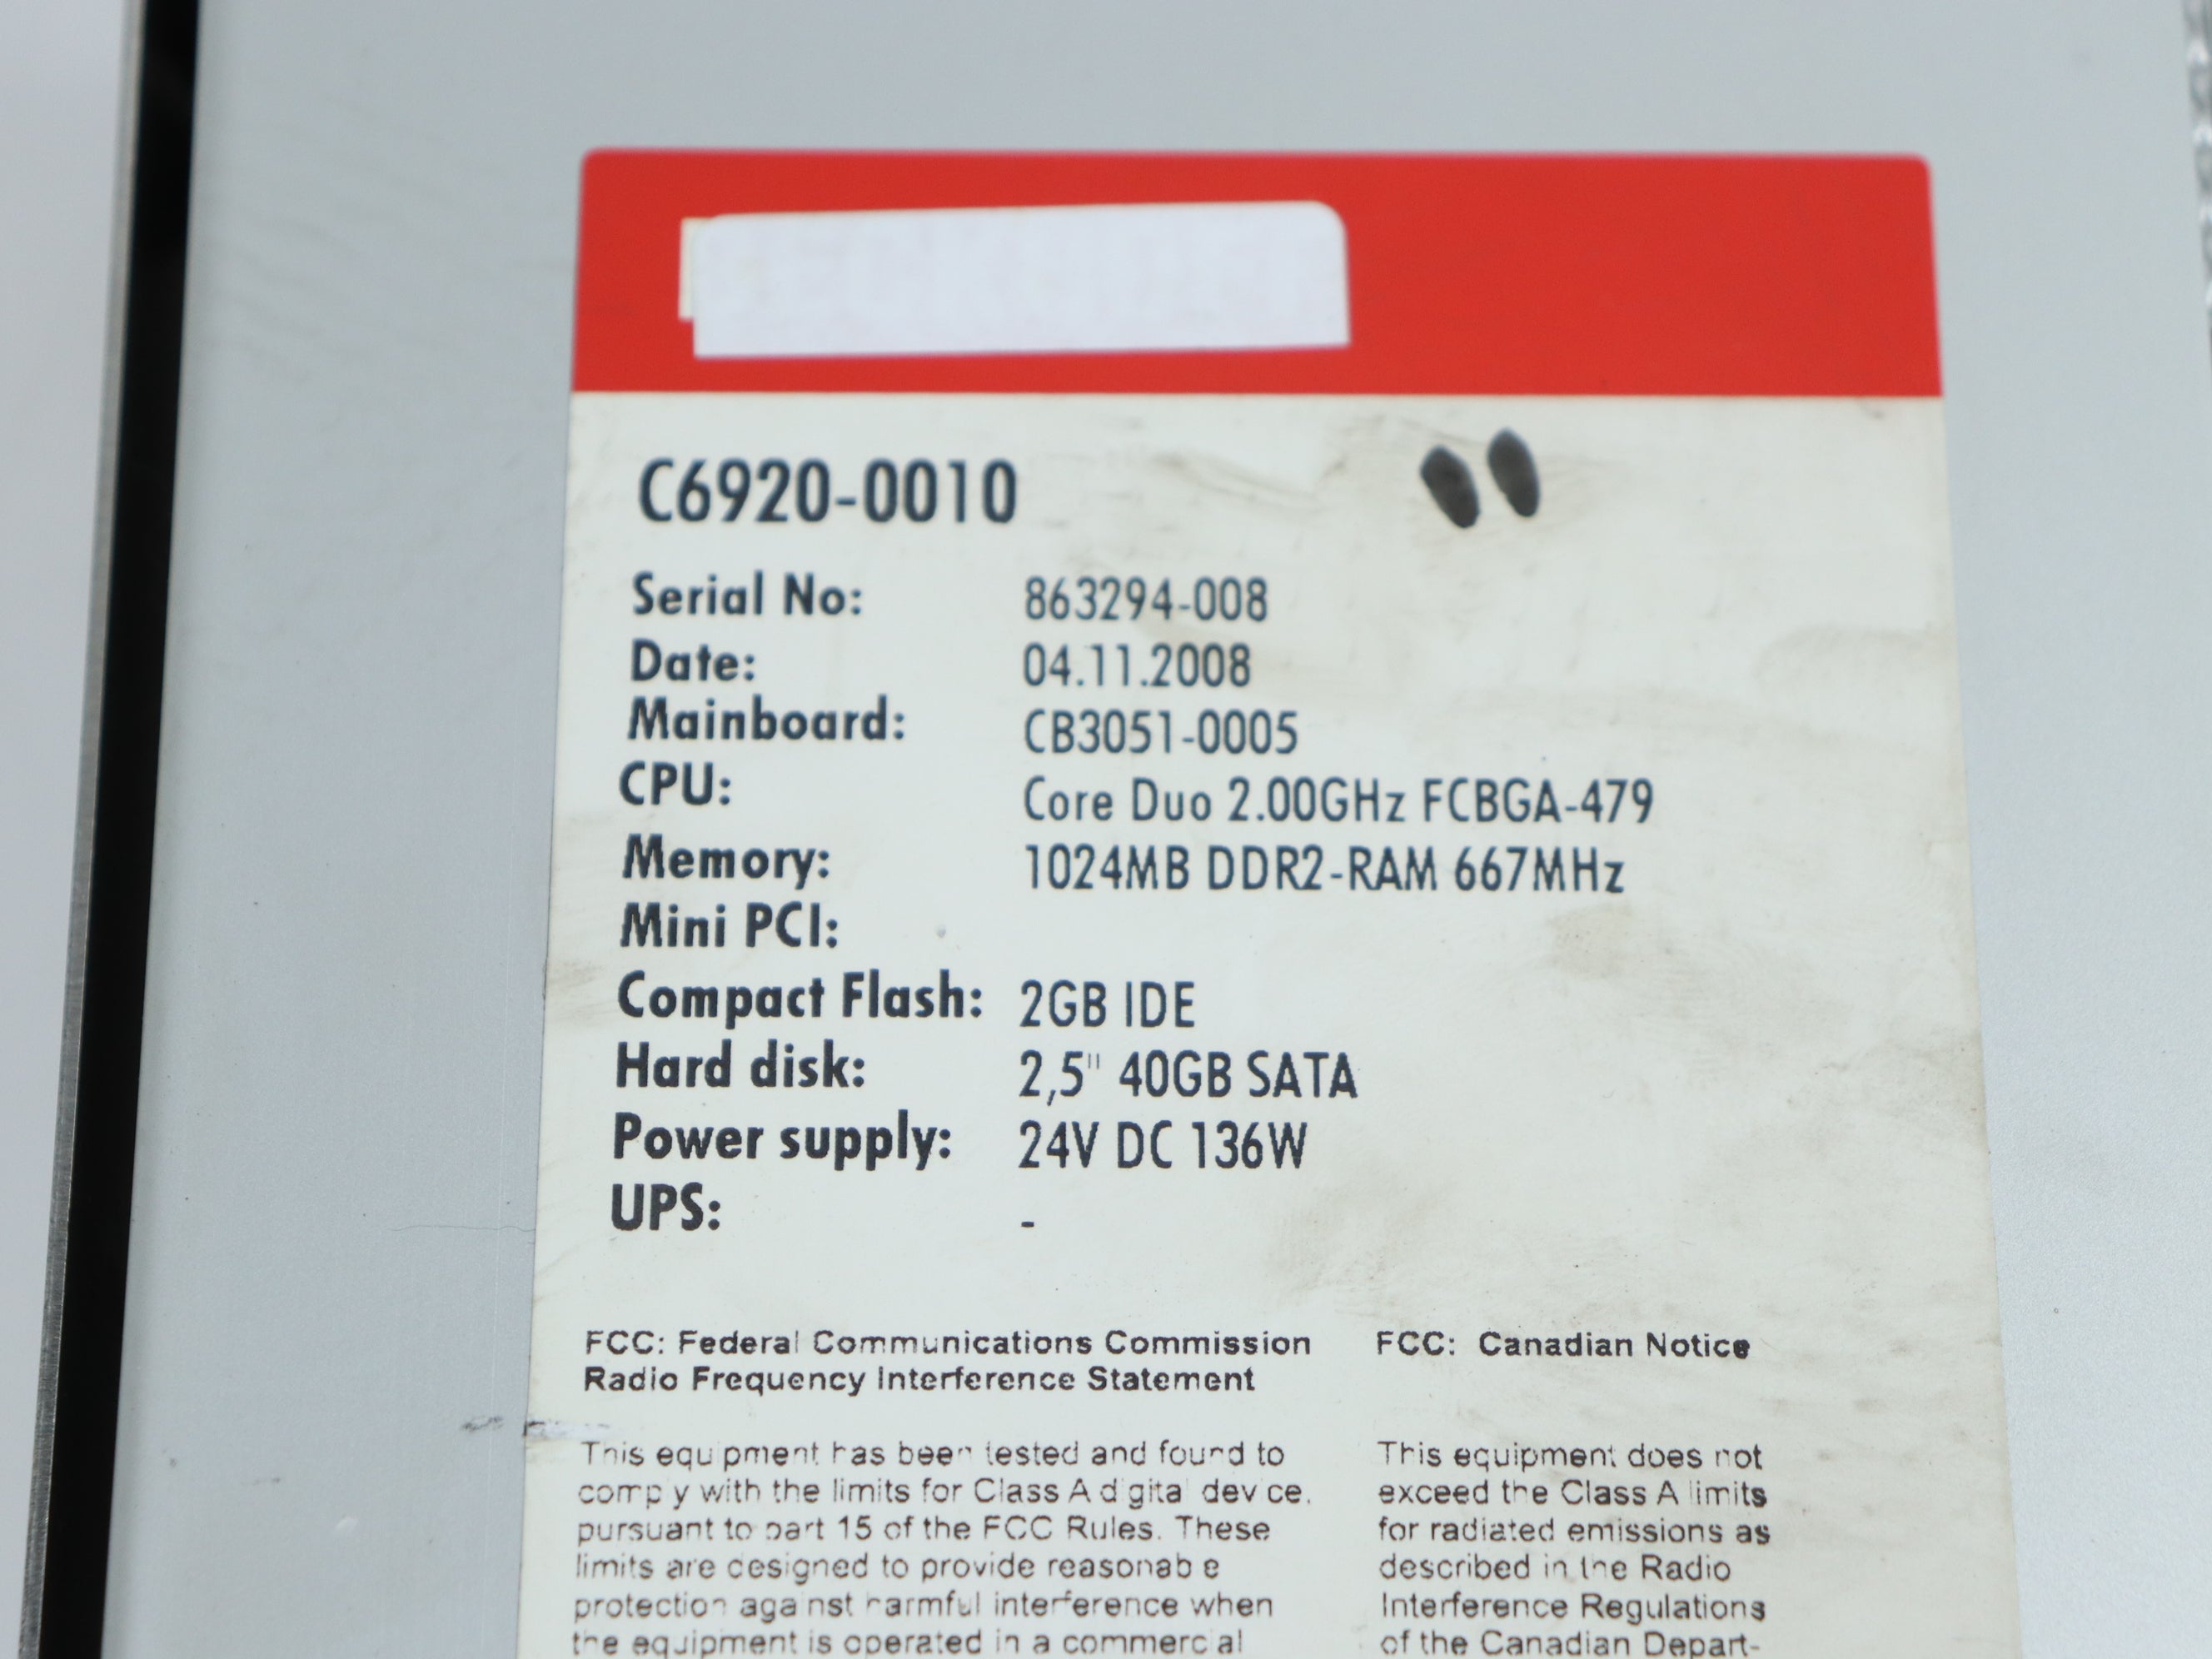 C6920-0010
Serial No: 863294-008
Date: 04.11.2008
Mainboard: CB3051-0005
CPU: Core Duo 2.00GHz FCBGA-479
Memory: 1024MB DDR2-RAM 667MHz
Mini PCI:
Compact Flash: 2GB IDE
Hard disk: 2,5" 40GB SATA
Power supply: 24V DC 136W
UPS: -
FCC: Federal Communications Commission
Radio Frequency Interference Statement
This equipment has been tested and found to
comply with the limits for Class A digital device,
pursuant to part 15 of the FCC Rules. These
limits are designed to provide reasonable
protection against harmful interference when
the equipment is operated in a commercial
FCC: Canadian Notice
This equipment does not
exceed the Class A limits
for radiated emissions as
described in the Radio
Interference Regulations
of the Canadian Depart-